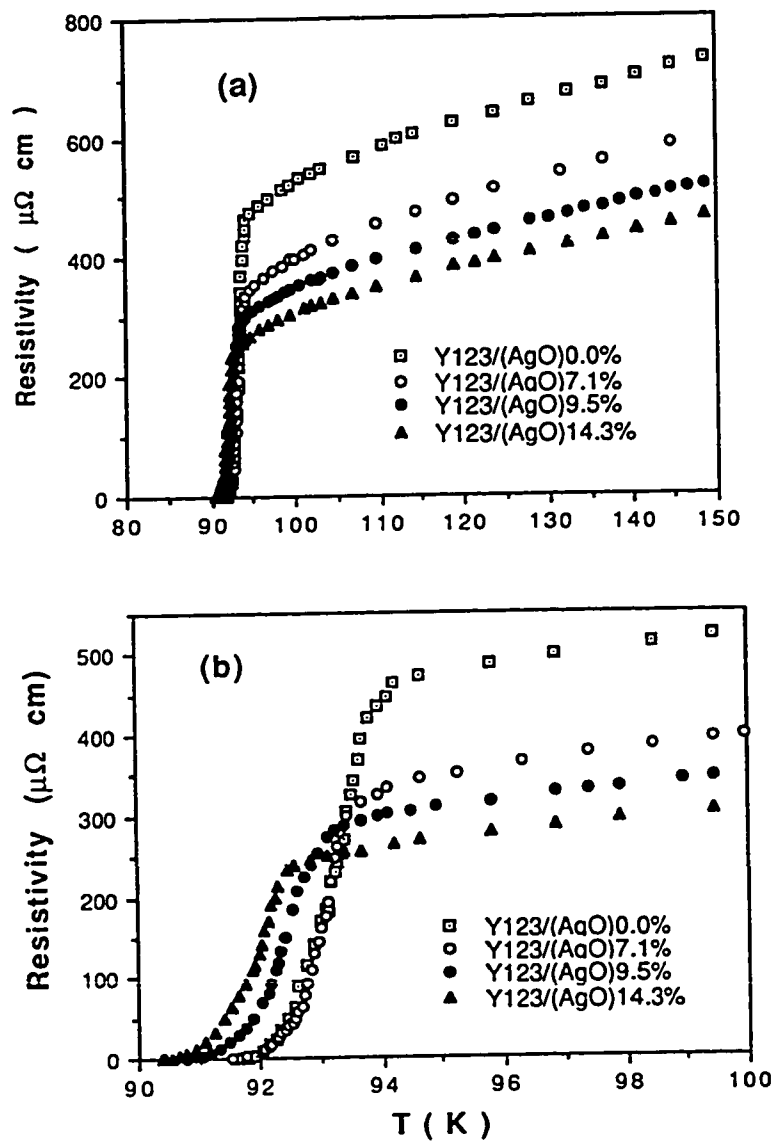 800
600
400
200
0
Resistivity ( μΩ cm)
(a)
Y123/(AgO)0.0%
Y123/(AgO)7.1%
Y123/(AgO)9.5%
Y123/(AgO)14.3%
80 90 100 110 120 130 140 150
500
400
300
200
100
0
Resistivity (μΩ cm)
(b)
Y123/(AgO)0.0%
Y123/(AgO)7.1%
Y123/(AgO)9.5%
Y123/(AgO)14.3%
90 92 94 96 98 100
T ( K )